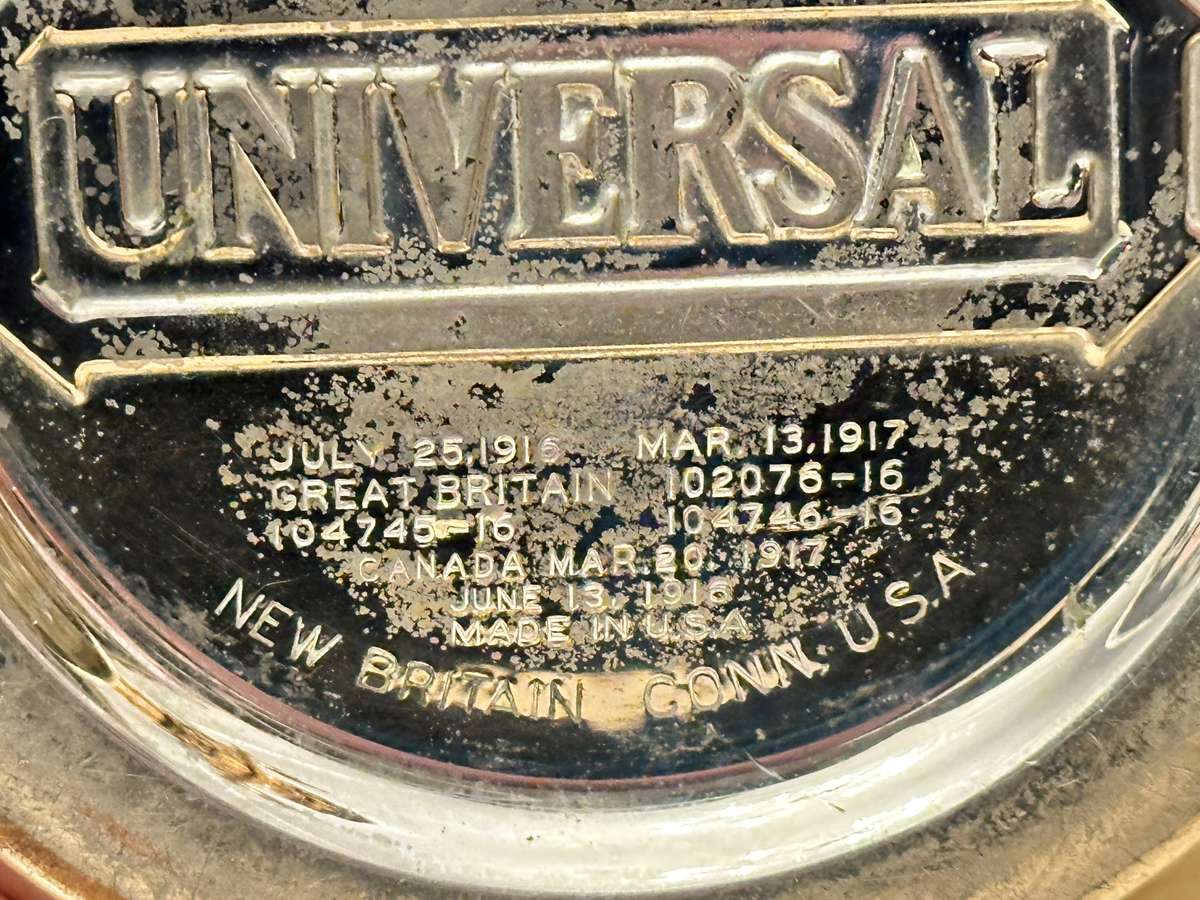 UNIVERSAL
JULY 25,1916 MAR. 13,1917
GREAT BRITAIN 102076-16
104745-16 104746-16
CANADA MAR.20, 1917
JUNE 13, 1916
MADE IN U.S.A
NEW BRITAIN CONN. U.S.A